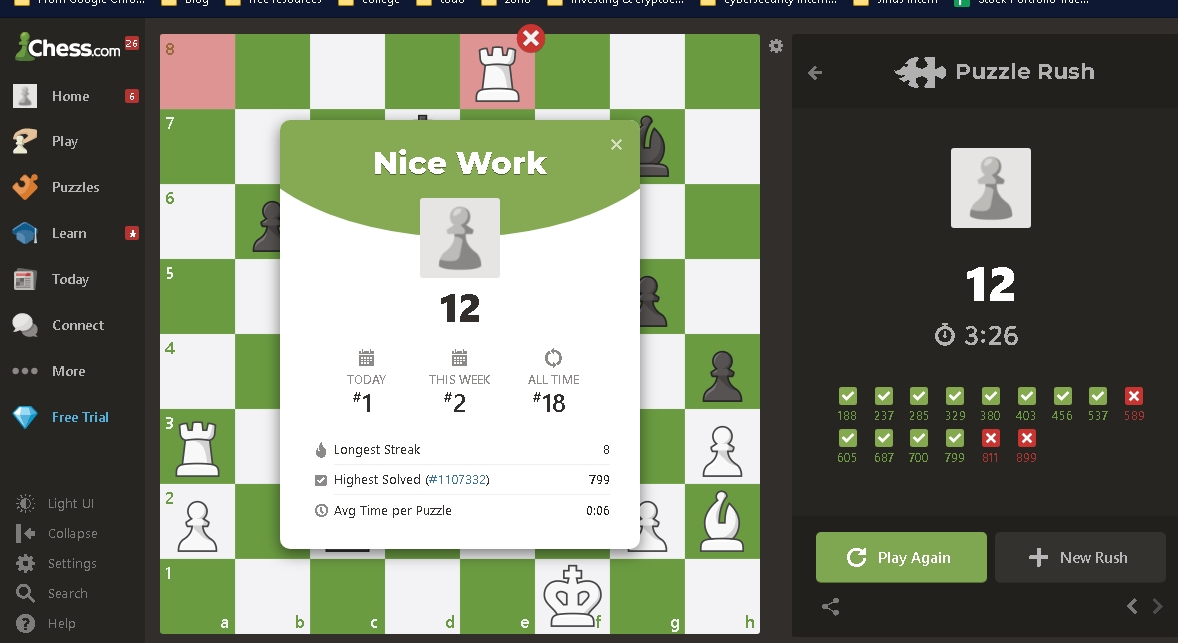 From Google Chro...
Blog
free resources
college
todo
zoho
investing & cryptoc...
cybersecurity intern...
Stock Portfolio Trac...
Chess.com 26
Home 6
Play
Puzzles
Learn
Today
Connect
More
Free Trial
Light UI
Collapse
Settings
Search
Help
8
7
6
5
4
3
2
1
a b c d e f g h
Nice Work
12
TODAY THIS WEEK ALL TIME
#1 #2 #18
Longest Streak 8
Highest Solved (#1107332) 799
Avg Time per Puzzle 0:06
Puzzle Rush
12
3:26
188 237 285 329 380 403 456 537 589
605 687 700 799 811 899
Play Again
New Rush